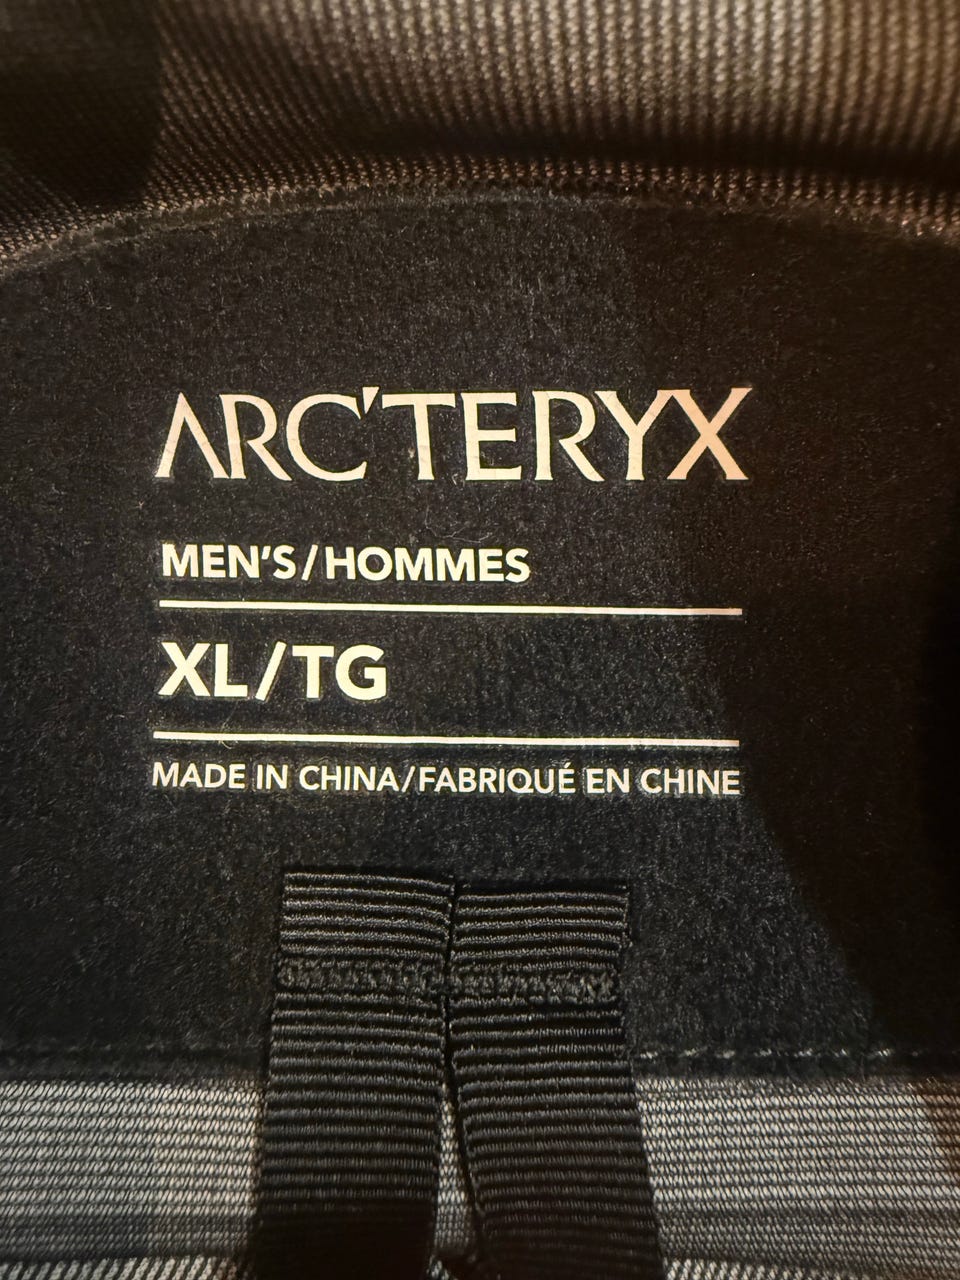 ARC'TERYX
MEN'S/HOMMES
XL/TG
MADE IN CHINA/FABRIQUÉ EN CHINE